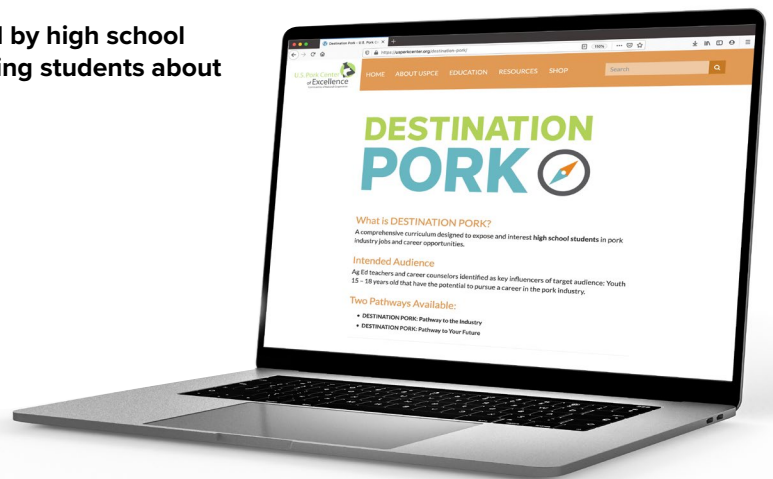 d by high school
ing students about
Destination Pork - U.S. Pork
https://usporkcenter.org/destination-pork/
110%
U.S. Pork Center
of Excellence
HOME ABOUT USPCE EDUCATION RESOURCES SHOP
Search
DESTINATION
PORK
What is DESTINATION PORK?
A comprehensive curriculum designed to expose and interest high school students in pork
industry jobs and career opportunities.
Intended Audience
Ag Ed teachers and career counselors identified as key influencers of target audience; Youth
15 – 18 years old that have the potential to pursue a career in the pork industry.
Two Pathways Available:
• DESTINATION PORK: Pathway to the Industry
• DESTINATION PORK: Pathway to Your Future